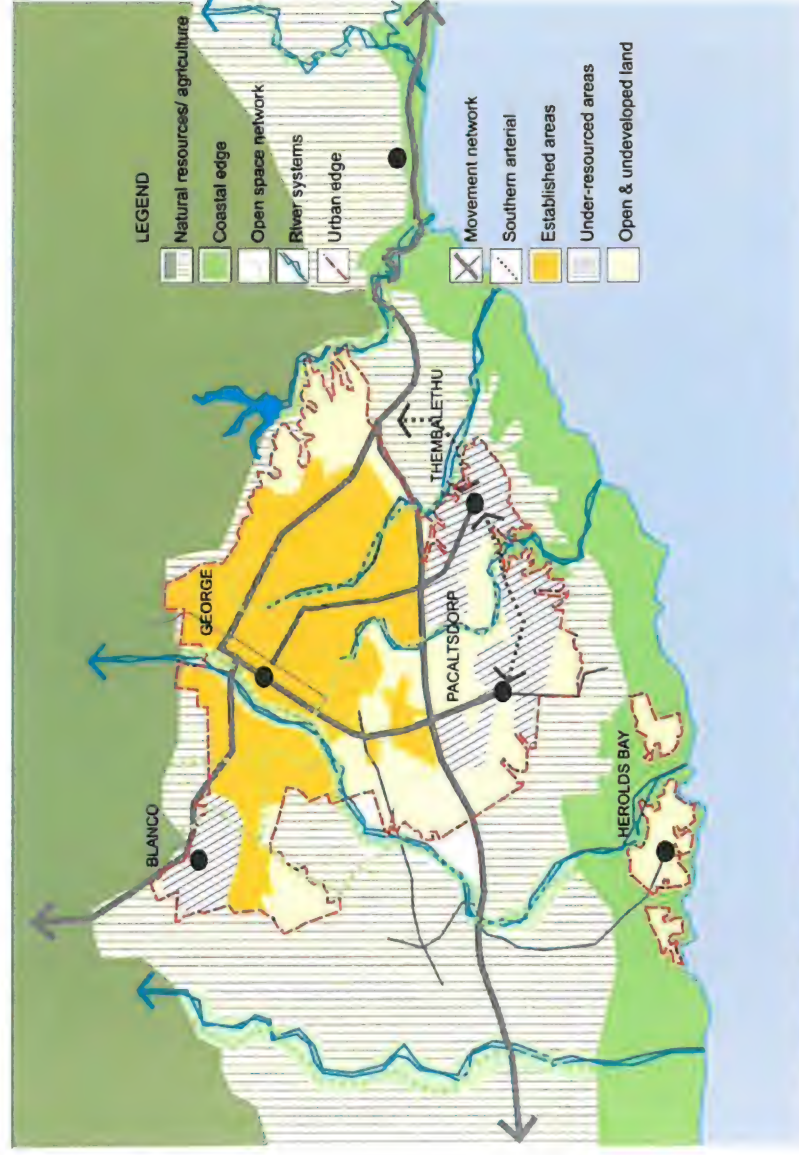 LEGEND
Natural resources/ agriculture
Coastal edge
Open space network
River systems
Urban edge
Movement network
Southern arterial
Established areas
Under-resourced areas
Open & undeveloped land
BLANCO
GEORGE
THEMBALETHU
PACALTSDORP
HEROLDS BAY